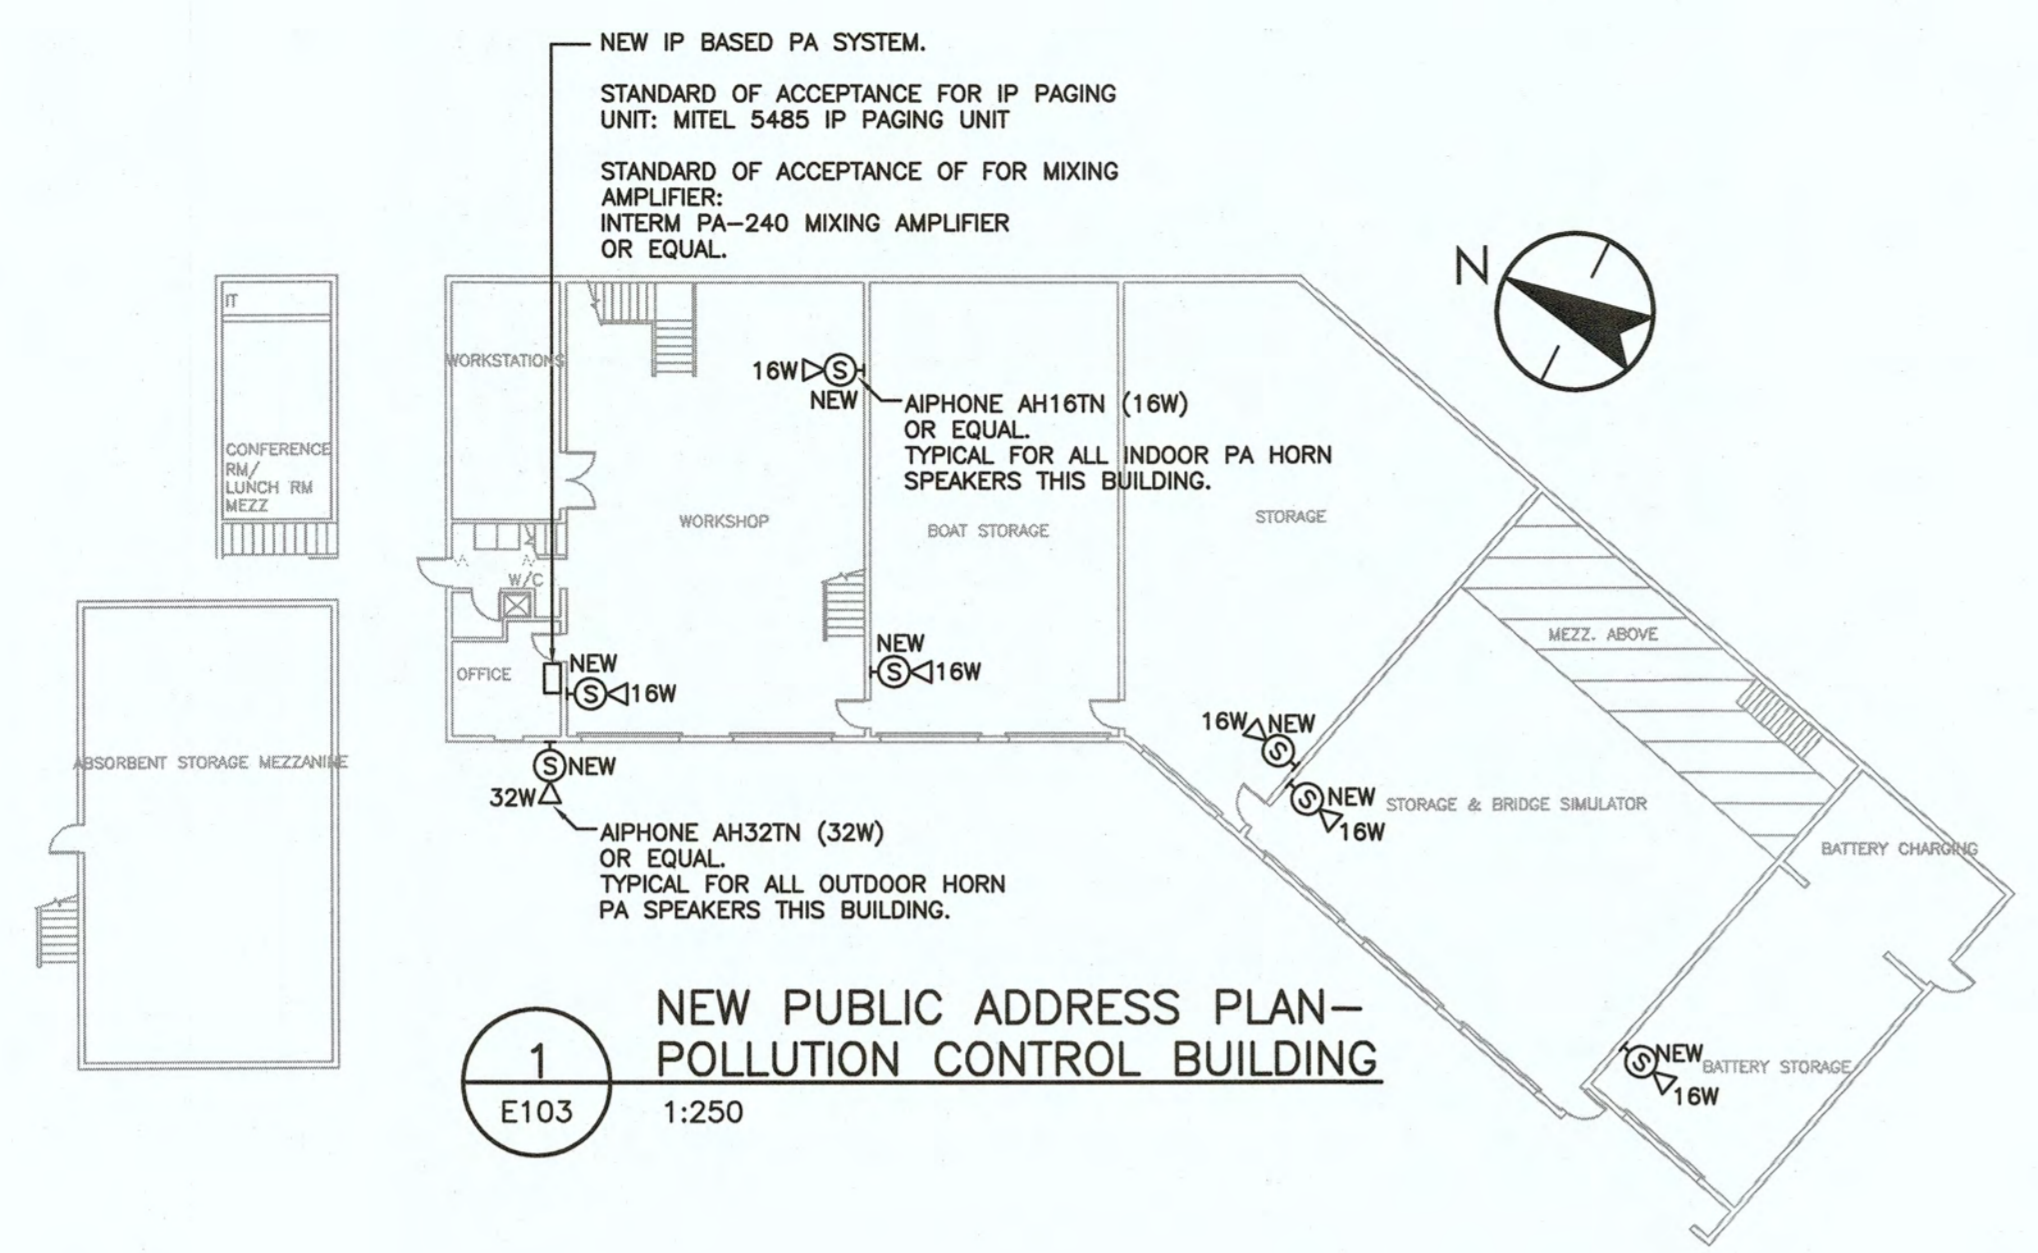 NEW IP BASED PA SYSTEM.
STANDARD OF ACCEPTANCE FOR IP PAGING
UNIT: MITEL 5485 IP PAGING UNIT
STANDARD OF ACCEPTANCE OF FOR MIXING
AMPLIFIER:
INTERM PA-240 MIXING AMPLIFIER
OR EQUAL.
N
IT
CONFERENCE
RM/
LUNCH RM
MEZZ
WORKSTATIONS
16W S
NEW
AIPHONE AH16TN (16W)
OR EQUAL.
TYPICAL FOR ALL INDOOR PA HORN
SPEAKERS THIS BUILDING.
WORKSHOP
BOAT STORAGE
STORAGE
W/C
MEZZ. ABOVE
OFFICE
NEW
S 16W
NEW
S 16W
16W NEW
S
S NEW
16W
STORAGE & BRIDGE SIMULATOR
ABSORBENT STORAGE MEZZANINE
S NEW
32W
AIPHONE AH32TN (32W)
OR EQUAL.
TYPICAL FOR ALL OUTDOOR HORN
PA SPEAKERS THIS BUILDING.
BATTERY CHARGING
S NEW
16W
BATTERY STORAGE
1
E103
NEW PUBLIC ADDRESS PLAN-
POLLUTION CONTROL BUILDING
1:250